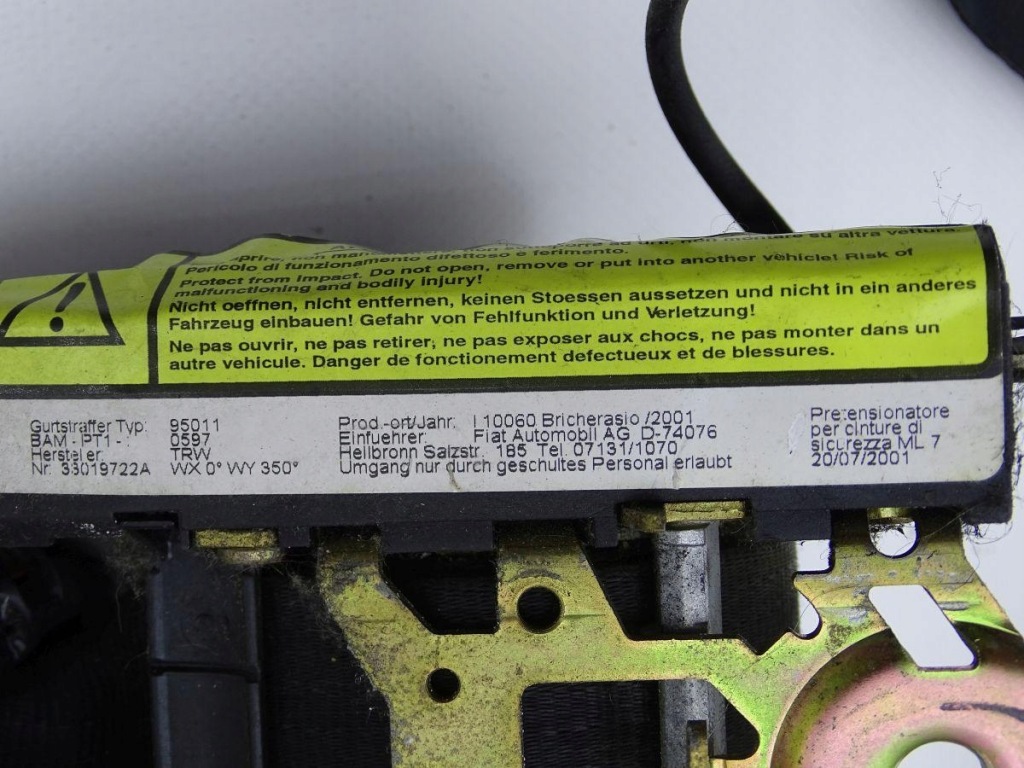 prire, non man
su altra vetture
Pericolo di funzionamento difettoso e ferimento.
Protect from impact. Do not open, remove or put into another vehicle! Risk of
malfunctioning and bodily injury!
Nicht oeffnen, nicht entfernen, keinen Stoessen aussetzen und nicht in ein anderes
Fahrzeug einbauen! Gefahr von Fehlfunktion und Verletzung!
Ne pas ouvrir, ne pas retirer, ne pas exposer aux chocs, ne pas monter dans un
autre vehicule. Danger de fonctionement defectueux et de blessures.
Gurtstraffer Typ: 95011
BAM - PT1 - : 0597
Hersteller: TRW
Nr. 33019722A WX 0° WY 350°
Prod.-ort/Jahr: I 10060 Bricherasio /2001
Einfuehrer: Fiat Automobil AG D-74076
Heilbronn Salzstr. 185 Tel. 07131/1070
Umgang nur durch geschultes Personal erlaubt
Pretensionatore
per cinture di
sicurezza ML 7
20/07/2001